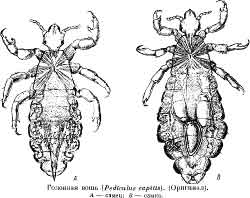 А
В
Головная вошь (Pediculus capitis). (Оригинал).
А — самец; В — самка.